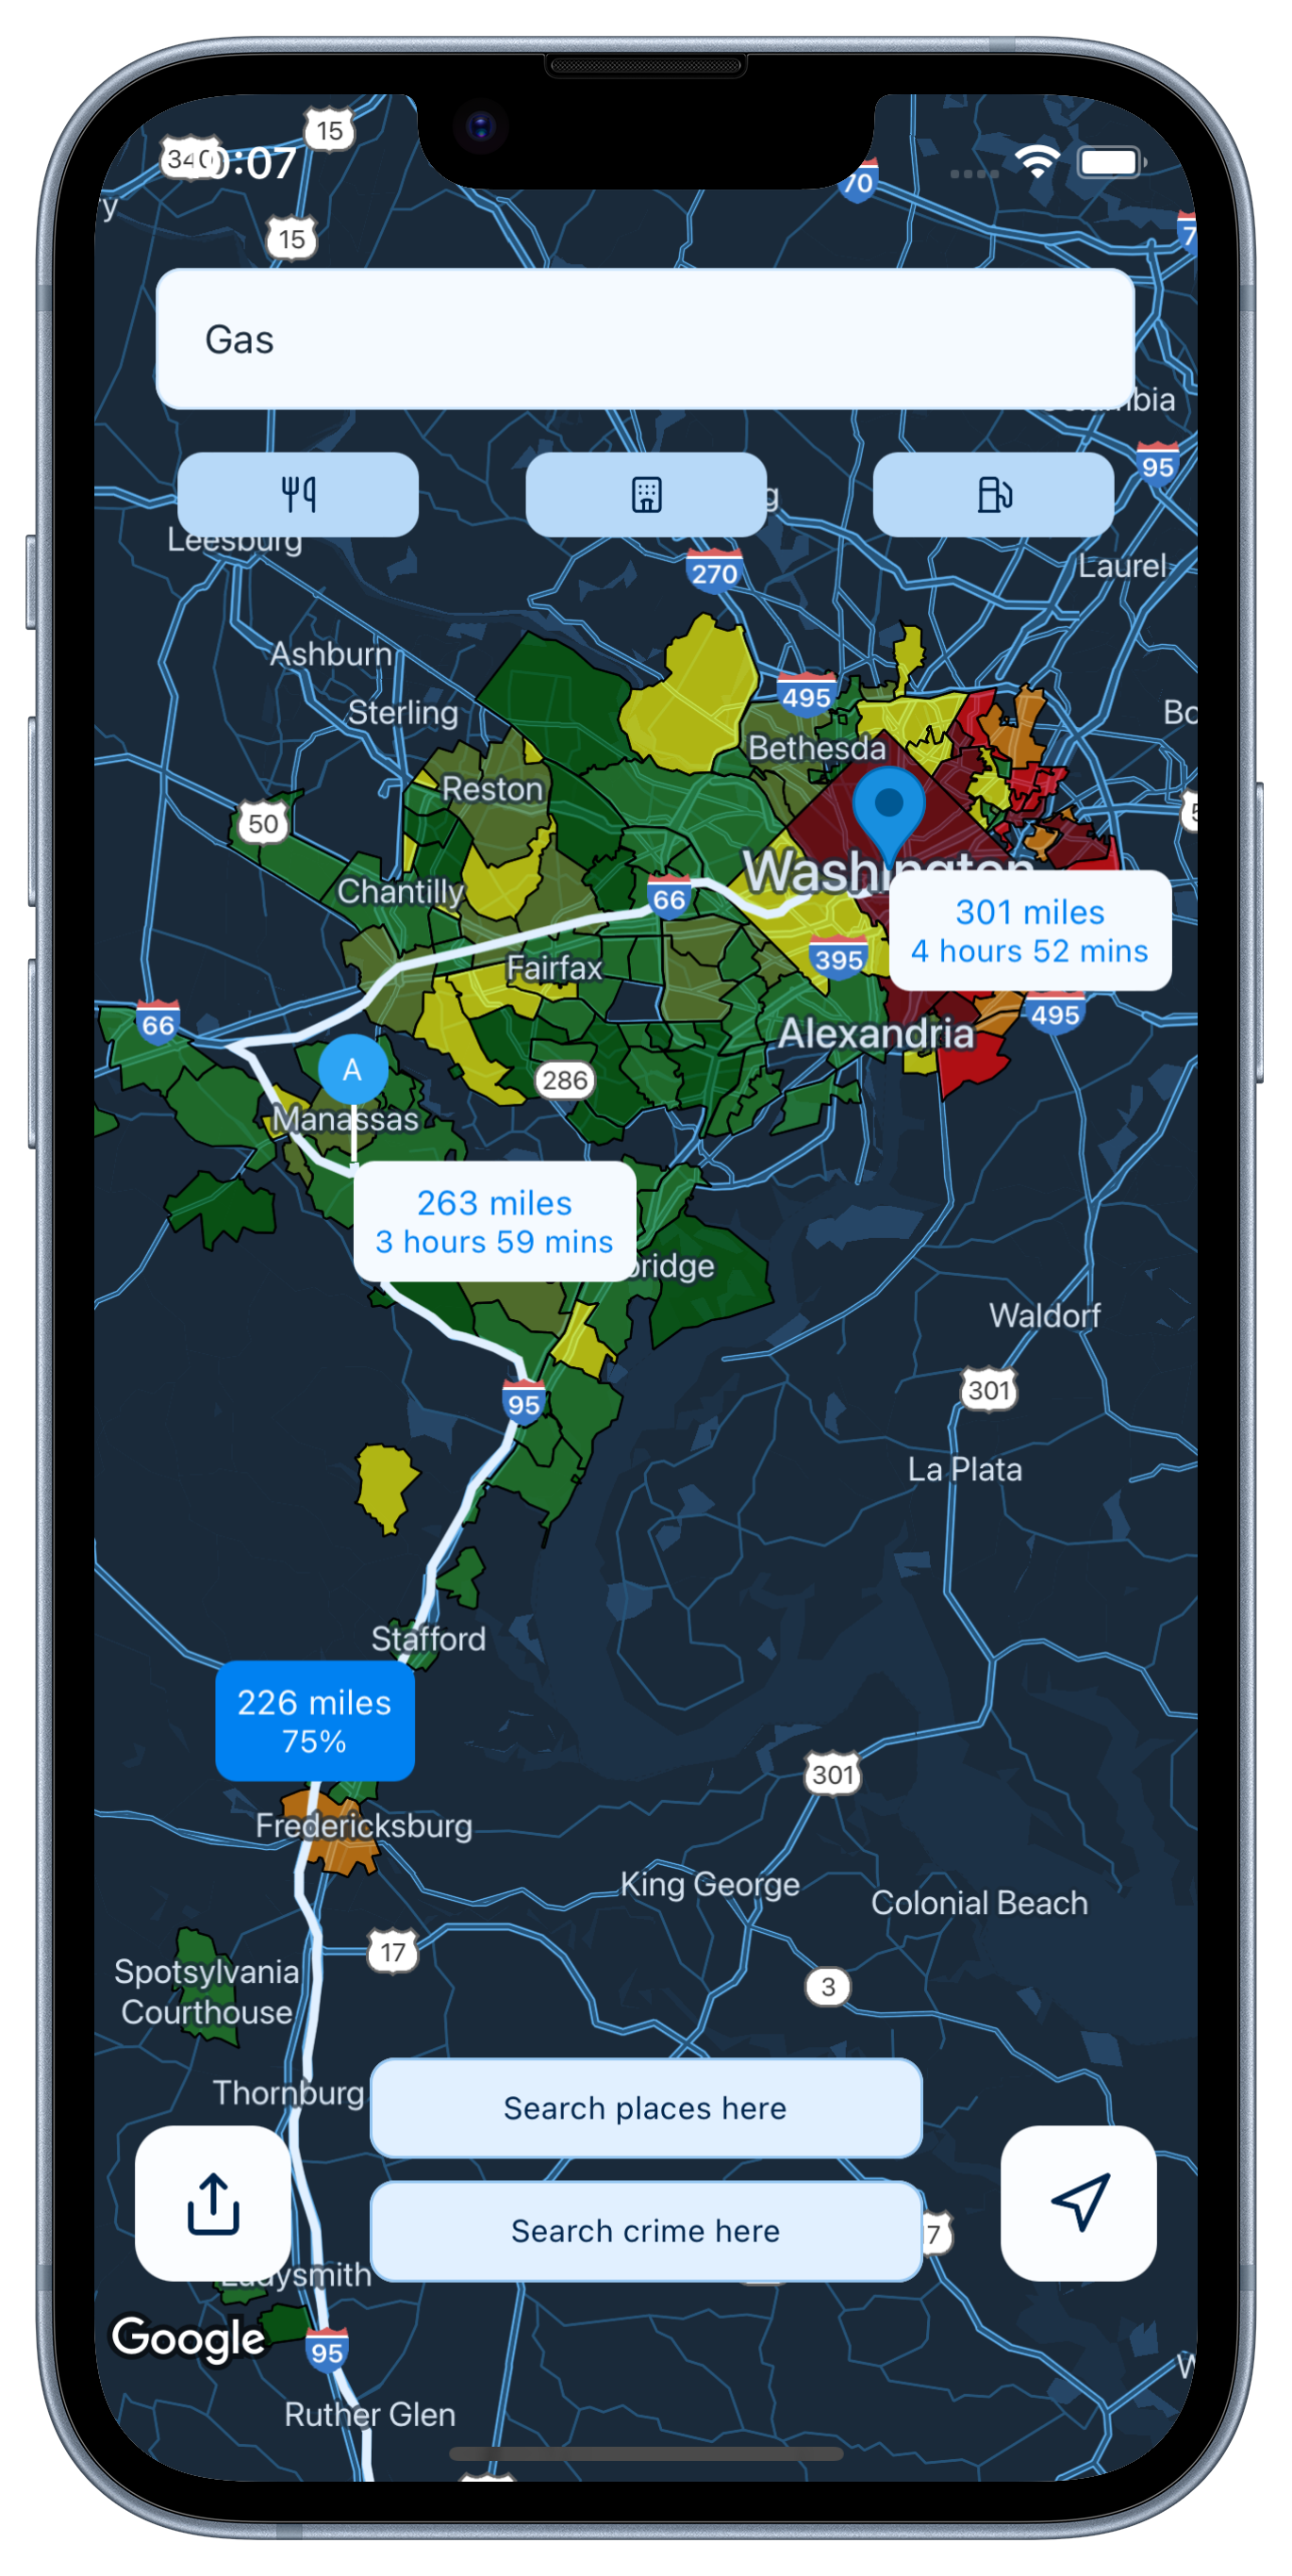 15
340
0:07
70
15
Gas
95
Leesburg
270
Laurel
Ashburn
495
Sterling
Bethesda
Reston
50
Washington
Chantilly
66
301 miles
4 hours 52 mins
395
Fairfax
66
495
Alexandria
A
286
Manassas
263 miles
3 hours 59 mins
bridge
Waldorf
301
95
La Plata
Stafford
226 miles
75%
301
Fredericksburg
King George
Colonial Beach
17
Spotsylvania
Courthouse
3
Thornburg
Search places here
Search crime here
7
Ladysmith
Google
95
Ruther Glen